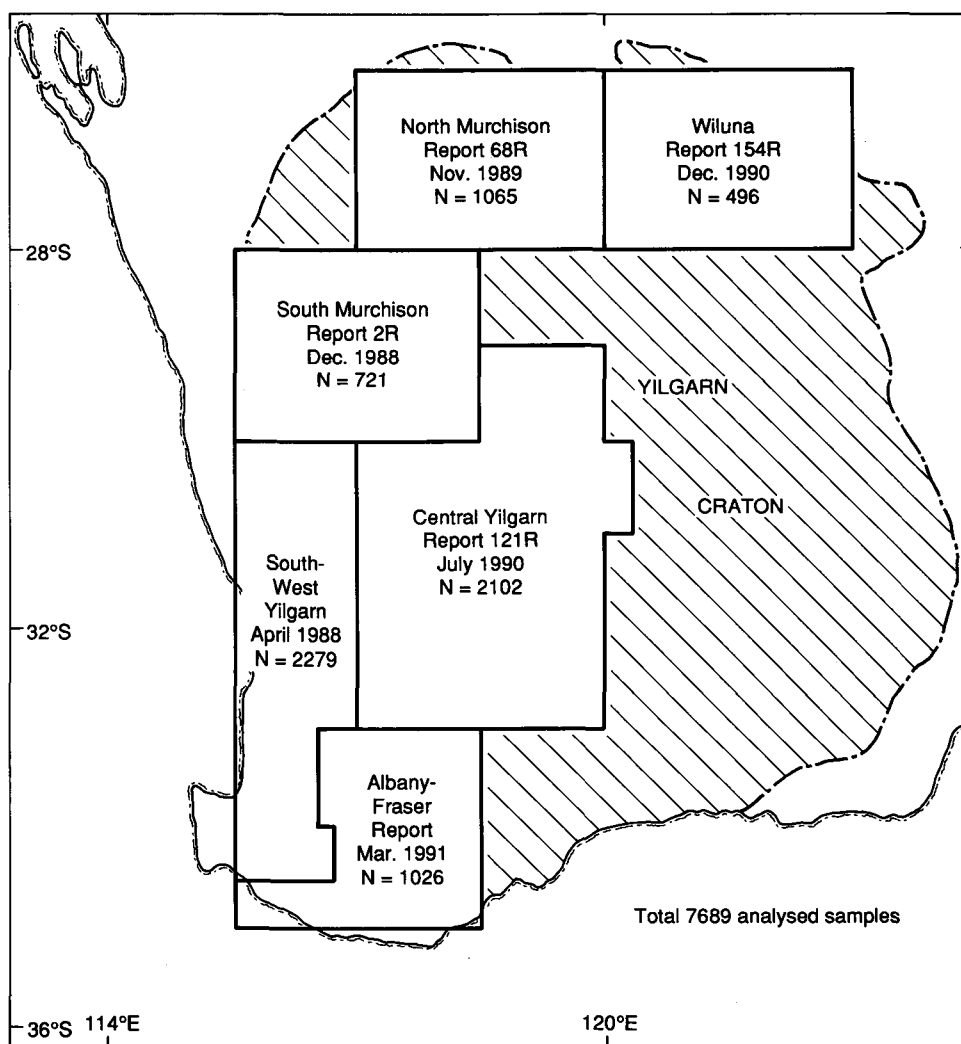 North Murchison
Report 68R
Nov. 1989
N = 1065
Wiluna
Report 154R
Dec. 1990
N = 496
28°S
South Murchison
Report 2R
Dec. 1988
N = 721
YILGARN
CRATON
Central Yilgarn
Report 121R
July 1990
N = 2102
South-
West
Yilgarn
April 1988
N = 2279
32°S
Albany-
Fraser
Report
Mar. 1991
N = 1026
Total 7689 analysed samples
36°S
114°E
120°E